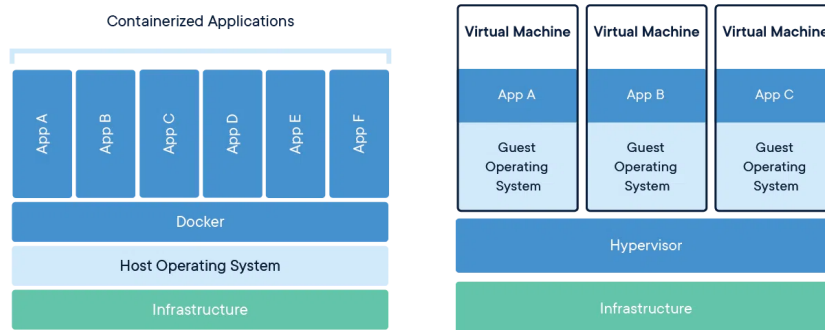 Containerized Applications
App A
App B
App C
App D
App E
App F
Docker
Host Operating System
Infrastructure
Virtual Machine
App A
Guest
Operating
System
Virtual Machine
App B
Guest
Operating
System
Virtual Machine
App C
Guest
Operating
System
Hypervisor
Infrastructure